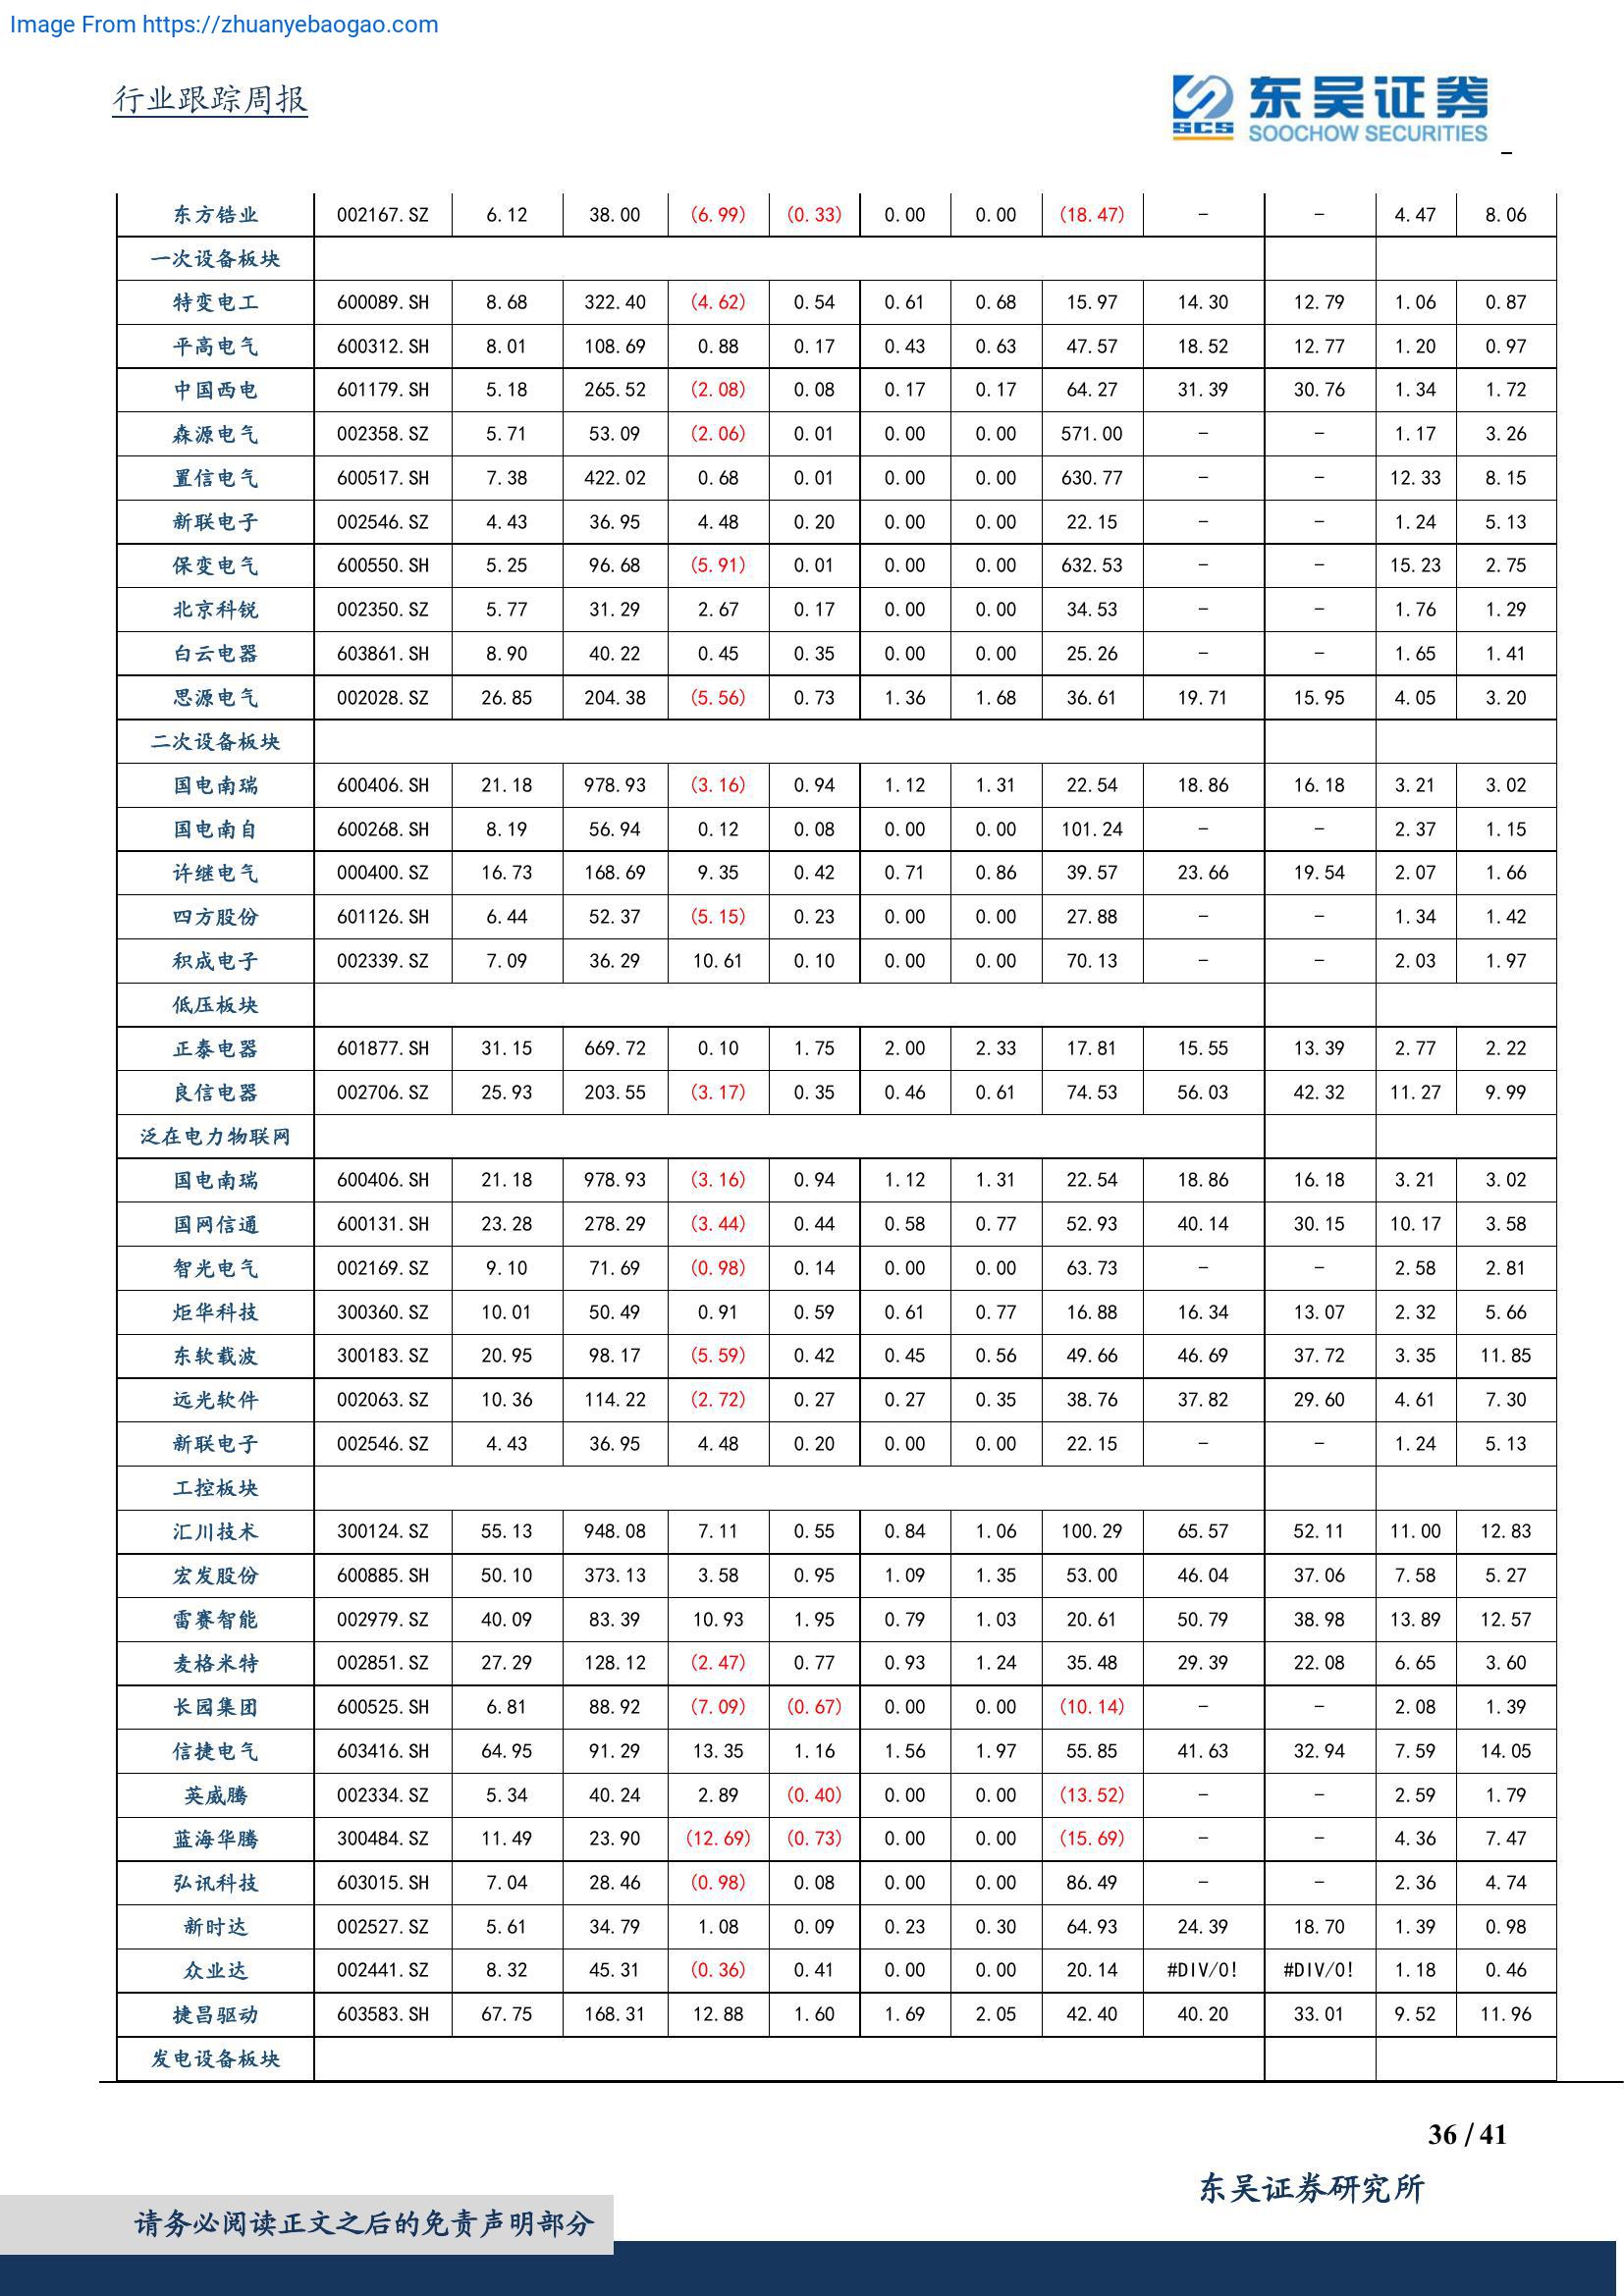 Image From https://zhuanyebaogao.com
行业跟踪周报
SCS 东吴证券
SOOCHOW SECURITIES
东方锆业 002167.SZ 6.12 38.00 (6.99) (0.33) 0.00 0.00 (18.47) - - 4.47 8.06
一次设备板块
特变电工 600089.SH 8.68 322.40 (4.62) 0.54 0.61 0.68 15.97 14.30 12.79 1.06 0.87
平高电气 600312.SH 8.01 108.69 0.88 0.17 0.43 0.63 47.57 18.52 12.77 1.20 0.97
中国西电 601179.SH 5.18 265.52 (2.08) 0.08 0.17 0.17 64.27 31.39 30.76 1.34 1.72
森源电气 002358.SZ 5.71 53.09 (2.06) 0.01 0.00 0.00 571.00 - - 1.17 3.26
置信电气 600517.SH 7.38 422.02 0.68 0.01 0.00 0.00 630.77 - - 12.33 8.15
新联电子 002546.SZ 4.43 36.95 4.48 0.20 0.00 0.00 22.15 - - 1.24 5.13
保变电气 600550.SH 5.25 96.68 (5.91) 0.01 0.00 0.00 632.53 - - 15.23 2.75
北京科锐 002350.SZ 5.77 31.29 2.67 0.17 0.00 0.00 34.53 - - 1.76 1.29
白云电器 603861.SH 8.90 40.22 0.45 0.35 0.00 0.00 25.26 - - 1.65 1.41
思源电气 002028.SZ 26.85 204.38 (5.56) 0.73 1.36 1.68 36.61 19.71 15.95 4.05 3.20
二次设备板块
国电南瑞 600406.SH 21.18 978.93 (3.16) 0.94 1.12 1.31 22.54 18.86 16.18 3.21 3.02
国电南自 600268.SH 8.19 56.94 0.12 0.08 0.00 0.00 101.24 - - 2.37 1.15
许继电气 000400.SZ 16.73 168.69 9.35 0.42 0.71 0.86 39.57 23.66 19.54 2.07 1.66
四方股份 601126.SH 6.44 52.37 (5.15) 0.23 0.00 0.00 27.88 - - 1.34 1.42
积成电子 002339.SZ 7.09 36.29 10.61 0.10 0.00 0.00 70.13 - - 2.03 1.97
低压板块
正泰电器 601877.SH 31.15 669.72 0.10 1.75 2.00 2.33 17.81 15.55 13.39 2.77 2.22
良信电器 002706.SZ 25.93 203.55 (3.17) 0.35 0.46 0.61 74.53 56.03 42.32 11.27 9.99
泛在电力物联网
国电南瑞 600406.SH 21.18 978.93 (3.16) 0.94 1.12 1.31 22.54 18.86 16.18 3.21 3.02
国网信通 600131.SH 23.28 278.29 (3.44) 0.44 0.58 0.77 52.93 40.14 30.15 10.17 3.58
智光电气 002169.SZ 9.10 71.69 (0.98) 0.14 0.00 0.00 63.73 - - 2.58 2.81
炬华科技 300360.SZ 10.01 50.49 0.91 0.59 0.61 0.77 16.88 16.34 13.07 2.32 5.66
东软载波 300183.SZ 20.95 98.17 (5.59) 0.42 0.45 0.56 49.66 46.69 37.72 3.35 11.85
远光软件 002063.SZ 10.36 114.22 (2.72) 0.27 0.27 0.35 38.76 37.82 29.60 4.61 7.30
新联电子 002546.SZ 4.43 36.95 4.48 0.20 0.00 0.00 22.15 - - 1.24 5.13
工控板块
汇川技术 300124.SZ 55.13 948.08 7.11 0.55 0.84 1.06 100.29 65.57 52.11 11.00 12.83
宏发股份 600885.SH 50.10 373.13 3.58 0.95 1.09 1.35 53.00 46.04 37.06 7.58 5.27
雷赛智能 002979.SZ 40.09 83.39 10.93 1.95 0.79 1.03 20.61 50.79 38.98 13.89 12.57
麦格米特 002851.SZ 27.29 128.12 (2.47) 0.77 0.93 1.24 35.48 29.39 22.08 6.65 3.60
长园集团 600525.SH 6.81 88.92 (7.09) (0.67) 0.00 0.00 (10.14) - - 2.08 1.39
信捷电气 603416.SH 64.95 91.29 13.35 1.16 1.56 1.97 55.85 41.63 32.94 7.59 14.05
英威腾 002334.SZ 5.34 40.24 2.89 (0.40) 0.00 0.00 (13.52) - - 2.59 1.79
蓝海华腾 300484.SZ 11.49 23.90 (12.69) (0.73) 0.00 0.00 (15.69) - - 4.36 7.47
弘讯科技 603015.SH 7.04 28.46 (0.98) 0.08 0.00 0.00 86.49 - - 2.36 4.74
新时达 002527.SZ 5.61 34.79 1.08 0.09 0.23 0.30 64.93 24.39 18.70 1.39 0.98
众业达 002441.SZ 8.32 45.31 (0.36) 0.41 0.00 0.00 20.14 #DIV/0! #DIV/0! 1.18 0.46
捷昌驱动 603583.SH 67.75 168.31 12.88 1.60 1.69 2.05 42.40 40.20 33.01 9.52 11.96
发电设备板块
36 / 41
东吴证券研究所
请务必阅读正文之后的免责声明部分